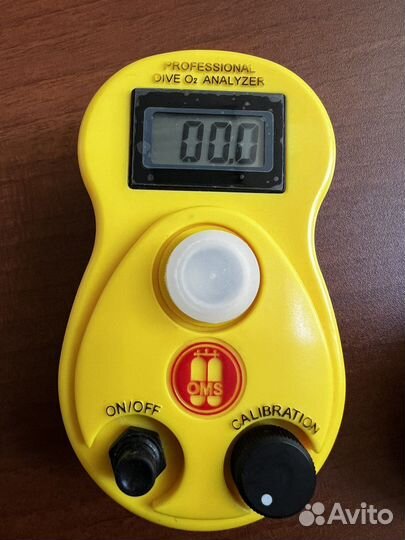 PROFESSIONAL
DIVE O₂ ANALYZER
00.0
OMS
ON/OFF
CALIBRATION
Avito